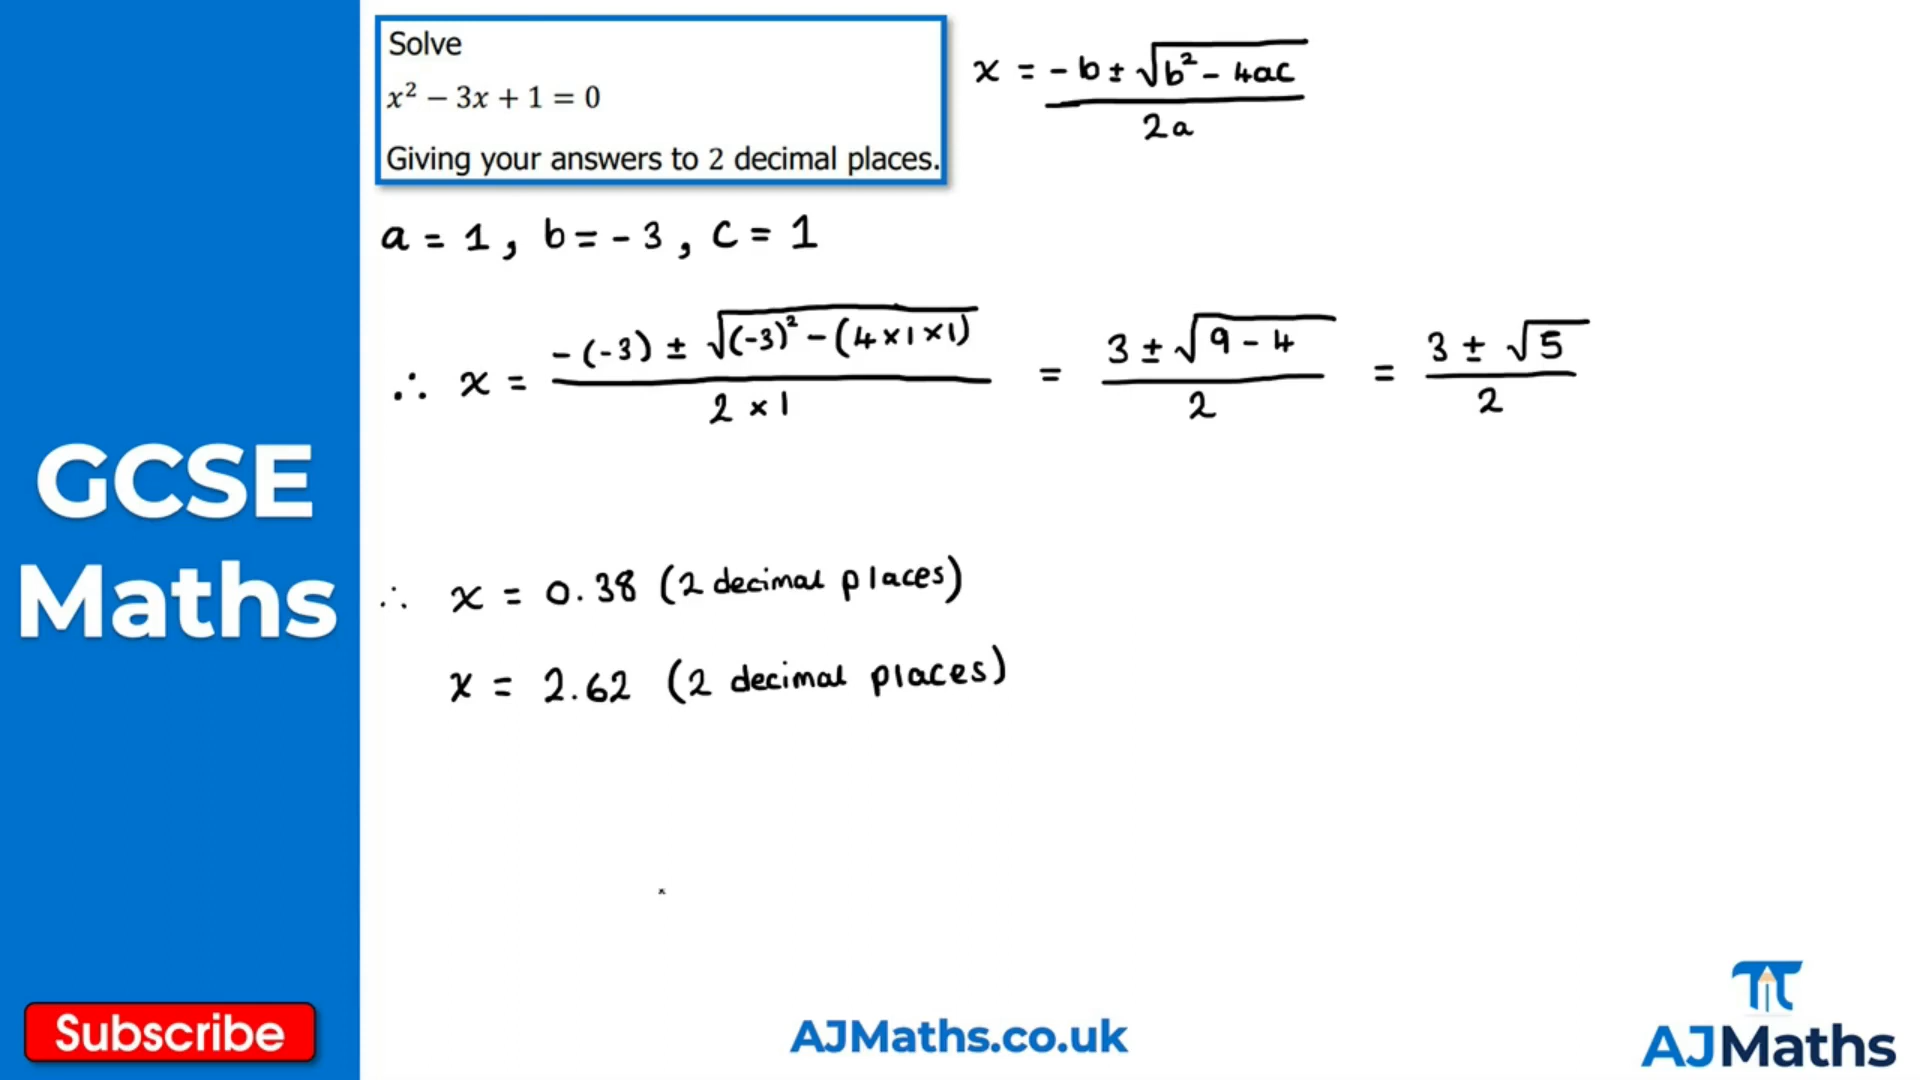 Solve
x² − 3x + 1 = 0
Giving your answers to 2 decimal places.
x = (-b ± √(b² - 4ac)) / 2a
a = 1 , b = - 3 , c = 1
∴ x = (-(-3) ± √((-3)² - (4×1×1))) / (2 × 1) = (3 ± √(9 - 4)) / 2 = (3 ± √5) / 2
∴ x = 0.38 (2 decimal places)
x = 2.62 (2 decimal places)
GCSE
Maths
Subscribe
AJMaths.co.uk
AJMaths